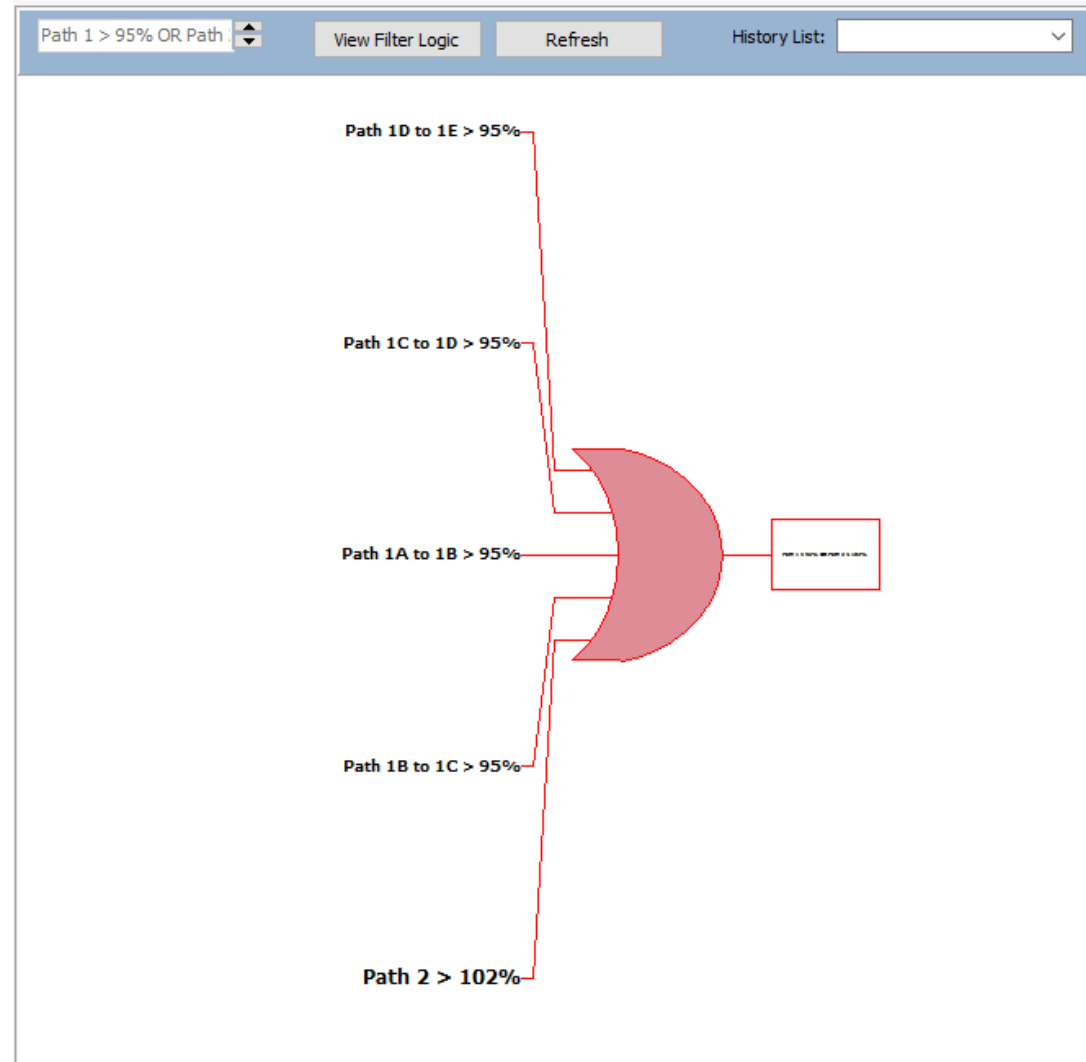 Path 1 > 95% OR Path
View Filter Logic
Refresh
History List:
Path 1D to 1E > 95%
Path 1C to 1D > 95%
Path 1A to 1B > 95%
Path 1B to 1C > 95%
Path 2 > 102%